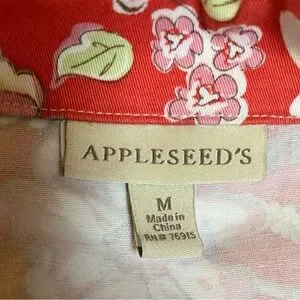 APPLESEED'S
M
Made in
China
RN# 76915